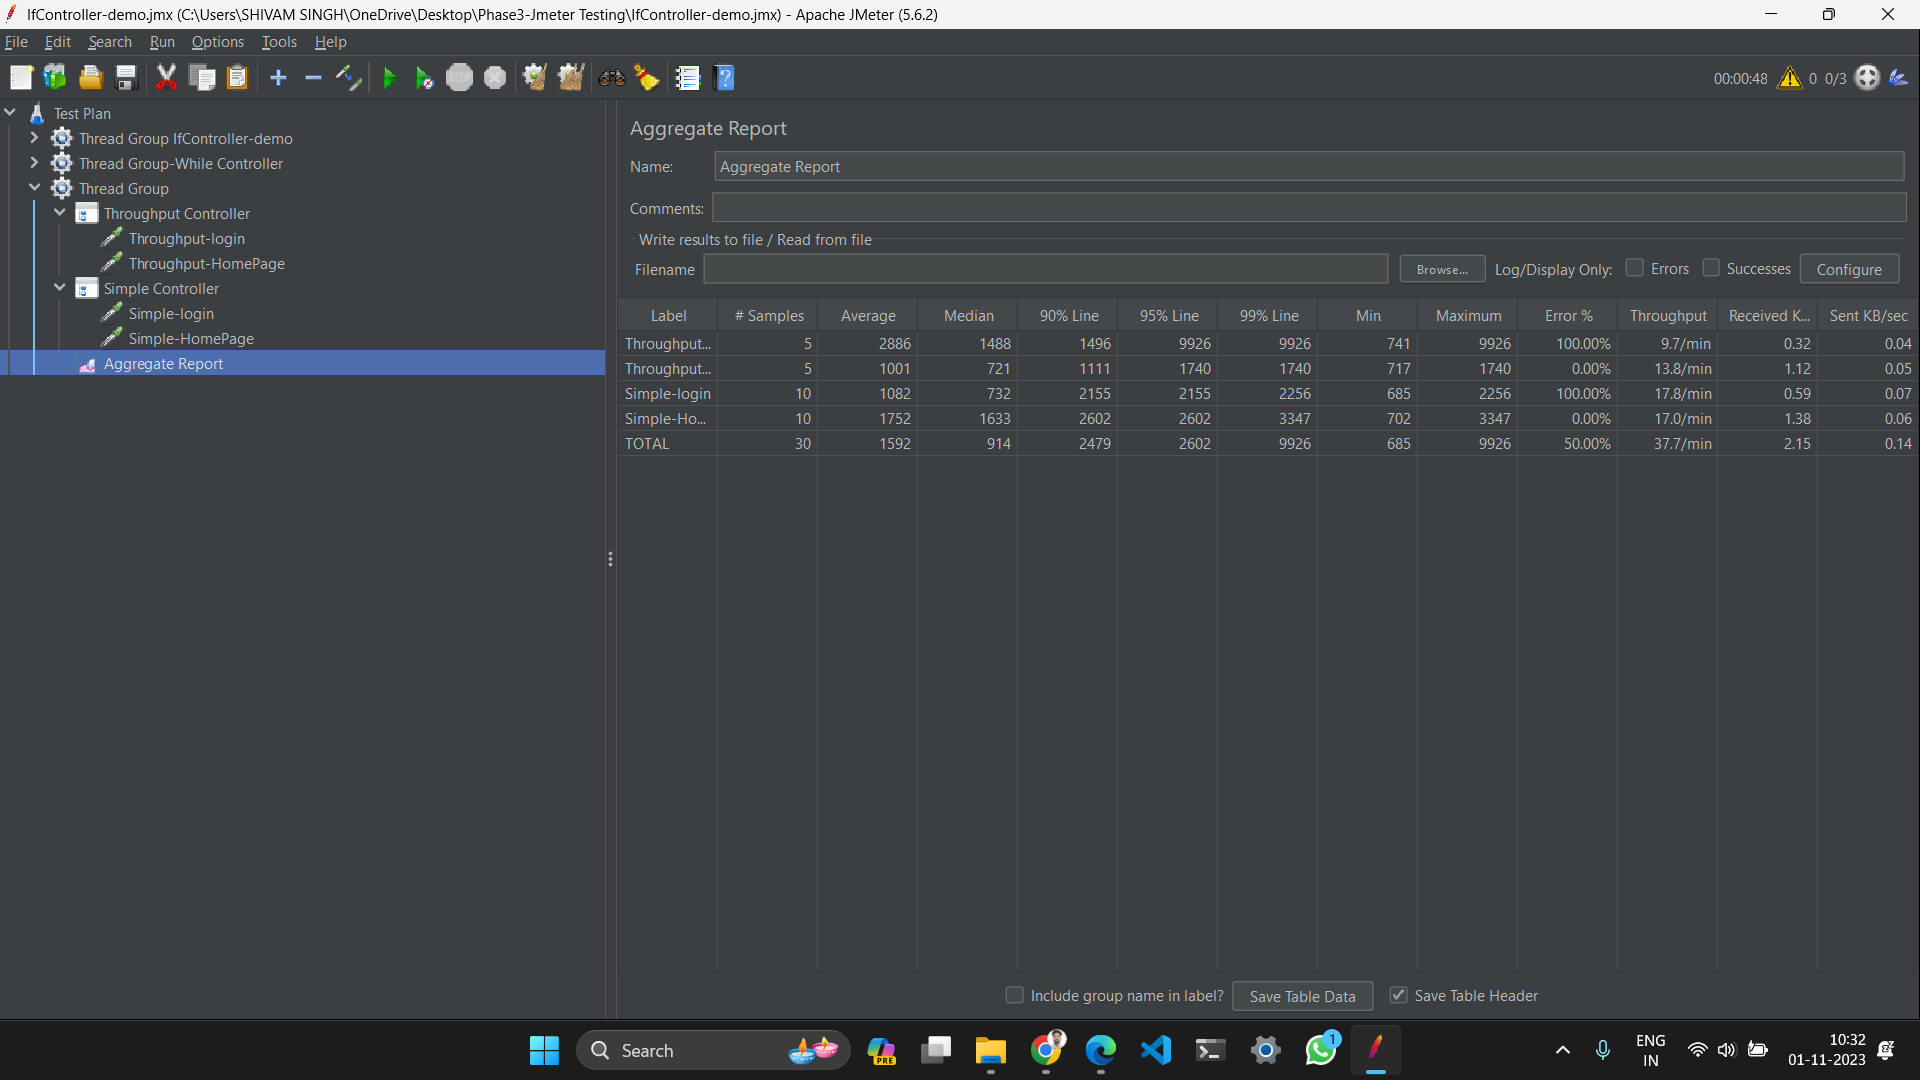 IfController-demo.jmx (C:\Users\SHIVAM SINGH\OneDrive\Desktop\Phase3-Jmeter Testing\IfController-demo.jmx) - Apache JMeter (5.6.2)
File Edit Search Run Options Tools Help
STOP 00:00:48 0 0/3
Test Plan
Thread Group IfController-demo
Thread Group-While Controller
Thread Group
Throughput Controller
Throughput-login
Throughput-HomePage
Simple Controller
Simple-login
Simple-HomePage
Aggregate Report
Aggregate Report
Name: Aggregate Report
Comments:
Write results to file / Read from file
Filename Browse... Log/Display Only: Errors Successes Configure
Label # Samples Average Median 90% Line 95% Line 99% Line Min Maximum Error % Throughput Received K... Sent KB/sec
Throughput... 5 2886 1488 1496 9926 9926 741 9926 100.00% 9.7/min 0.32 0.04
Throughput... 5 1001 721 1111 1740 1740 717 1740 0.00% 13.8/min 1.12 0.05
Simple-login 10 1082 732 2155 2155 2256 685 2256 100.00% 17.8/min 0.59 0.07
Simple-Ho... 10 1752 1633 2602 2602 3347 702 3347 0.00% 17.0/min 1.38 0.06
TOTAL 30 1592 914 2479 2602 9926 685 9926 50.00% 37.7/min 2.15 0.14
Include group name in label? Save Table Data Save Table Header
Search PRE 1 ENG 10:32
IN 01-11-2023